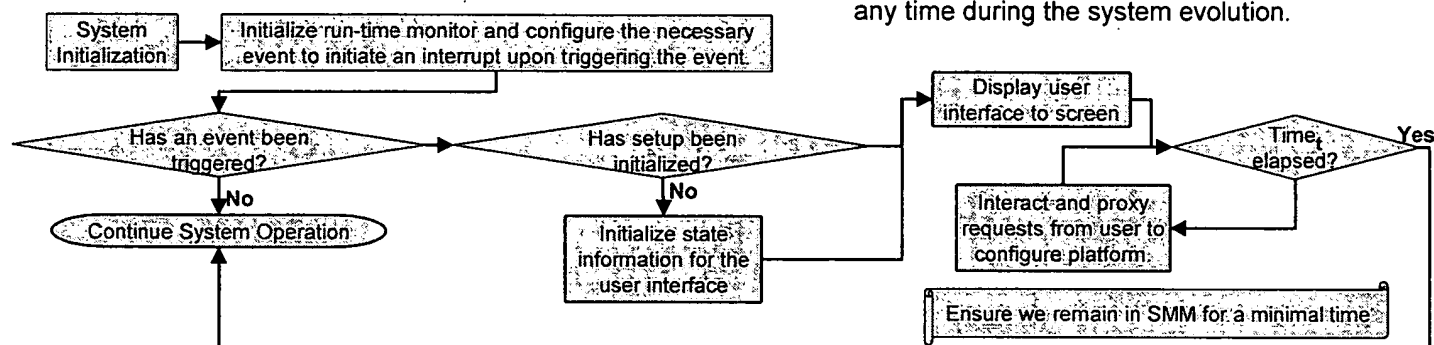 any time during the system evolution.
System
Initialization
Initialize run-time monitor and configure the necessary
event to initiate an interrupt upon triggering the event.
Has an event been
triggered?
No
Continue System Operation
Has setup been
initialized?
No
Initialize state
information for the
user interface
Display user
interface to screen
Time t
elapsed?
Yes
Interact and proxy
requests from user to
configure platform.
Ensure we remain in SMM for a minimal time